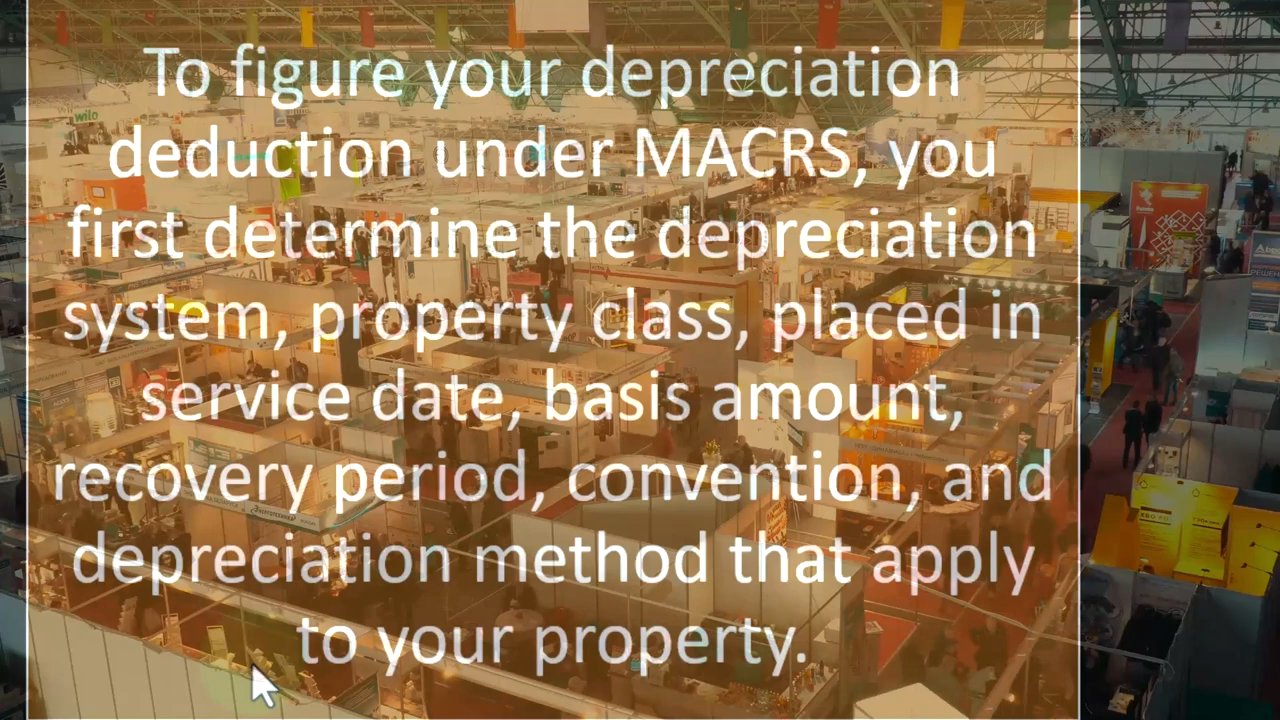 To figure your depreciation
deduction under MACRS, you
first determine the depreciation
system, property class, placed in
service date, basis amount,
recovery period, convention, and
depreciation method that apply
to your property.
wilo